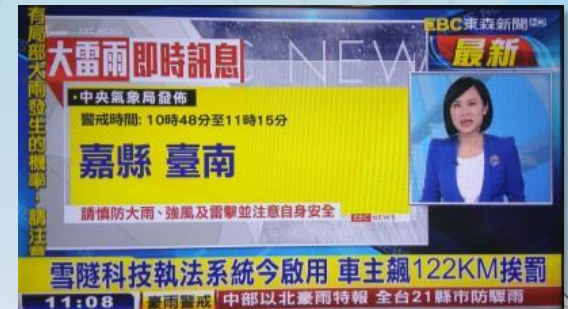 有局部大雨發生的機率，請注
EBC東森新聞
NEW
最新
大雷雨即時訊息
·中央氣象局發佈
警戒時間: 10時48分至11時15分
嘉縣 臺南
請慎防大雨、強風及雷擊並注意自身安全
EBC NEWS
雪隧科技執法系統今啟用 車主飆122KM挨罰
11:08 豪雨警戒 中部以北豪雨特報 全台21縣市防驟雨